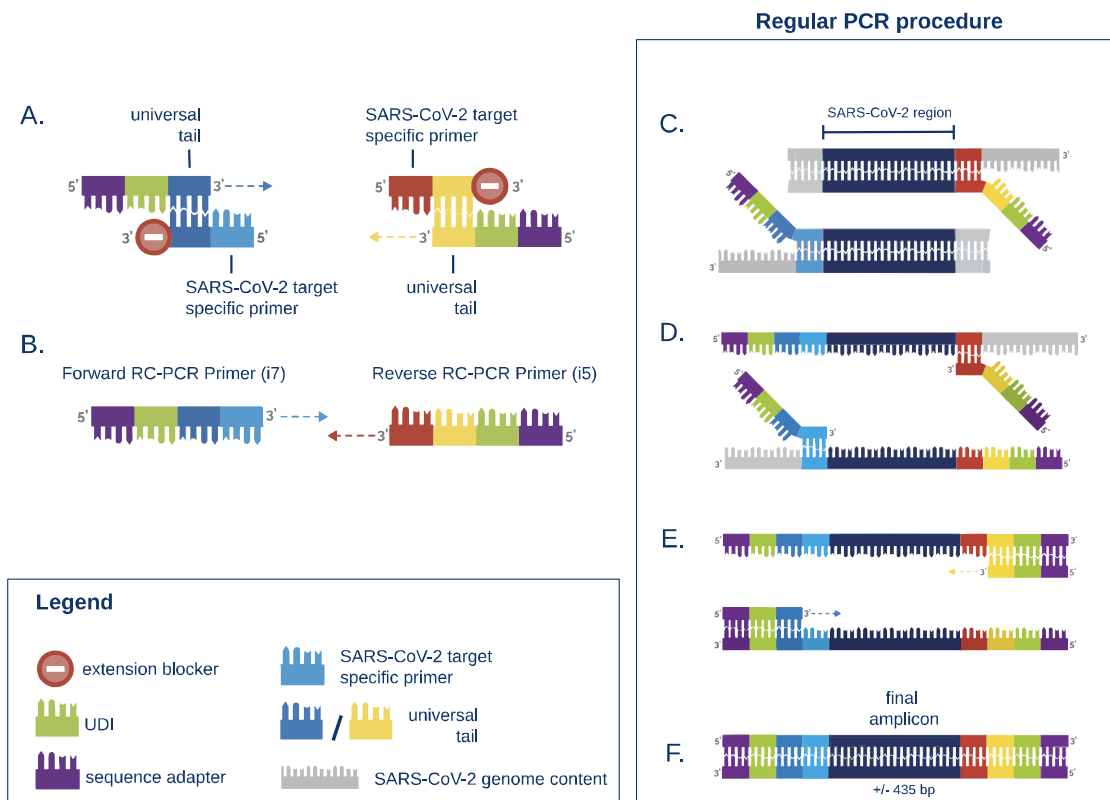 Regular PCR procedure
A.
universal
tail
5'
3'
3'
5'
SARS-CoV-2 target
specific primer
SARS-CoV-2 target
specific primer
5'
3'
3'
5'
universal
tail
B.
Forward RC-PCR Primer (i7)
5'
3'
Reverse RC-PCR Primer (i5)
3'
5'
Legend
extension blocker
UDI
sequence adapter
SARS-CoV-2 target
specific primer
/
universal
tail
SARS-CoV-2 genome content
C.
SARS-CoV-2 region
3'
5'
5'
3'
D.
5'
3'
3'
5'
5'
3'
5'
E.
5'
3'
3'
5'
5'
3'
3'
5'
final
amplicon
F.
5'
3'
3'
5'
+/- 435 bp